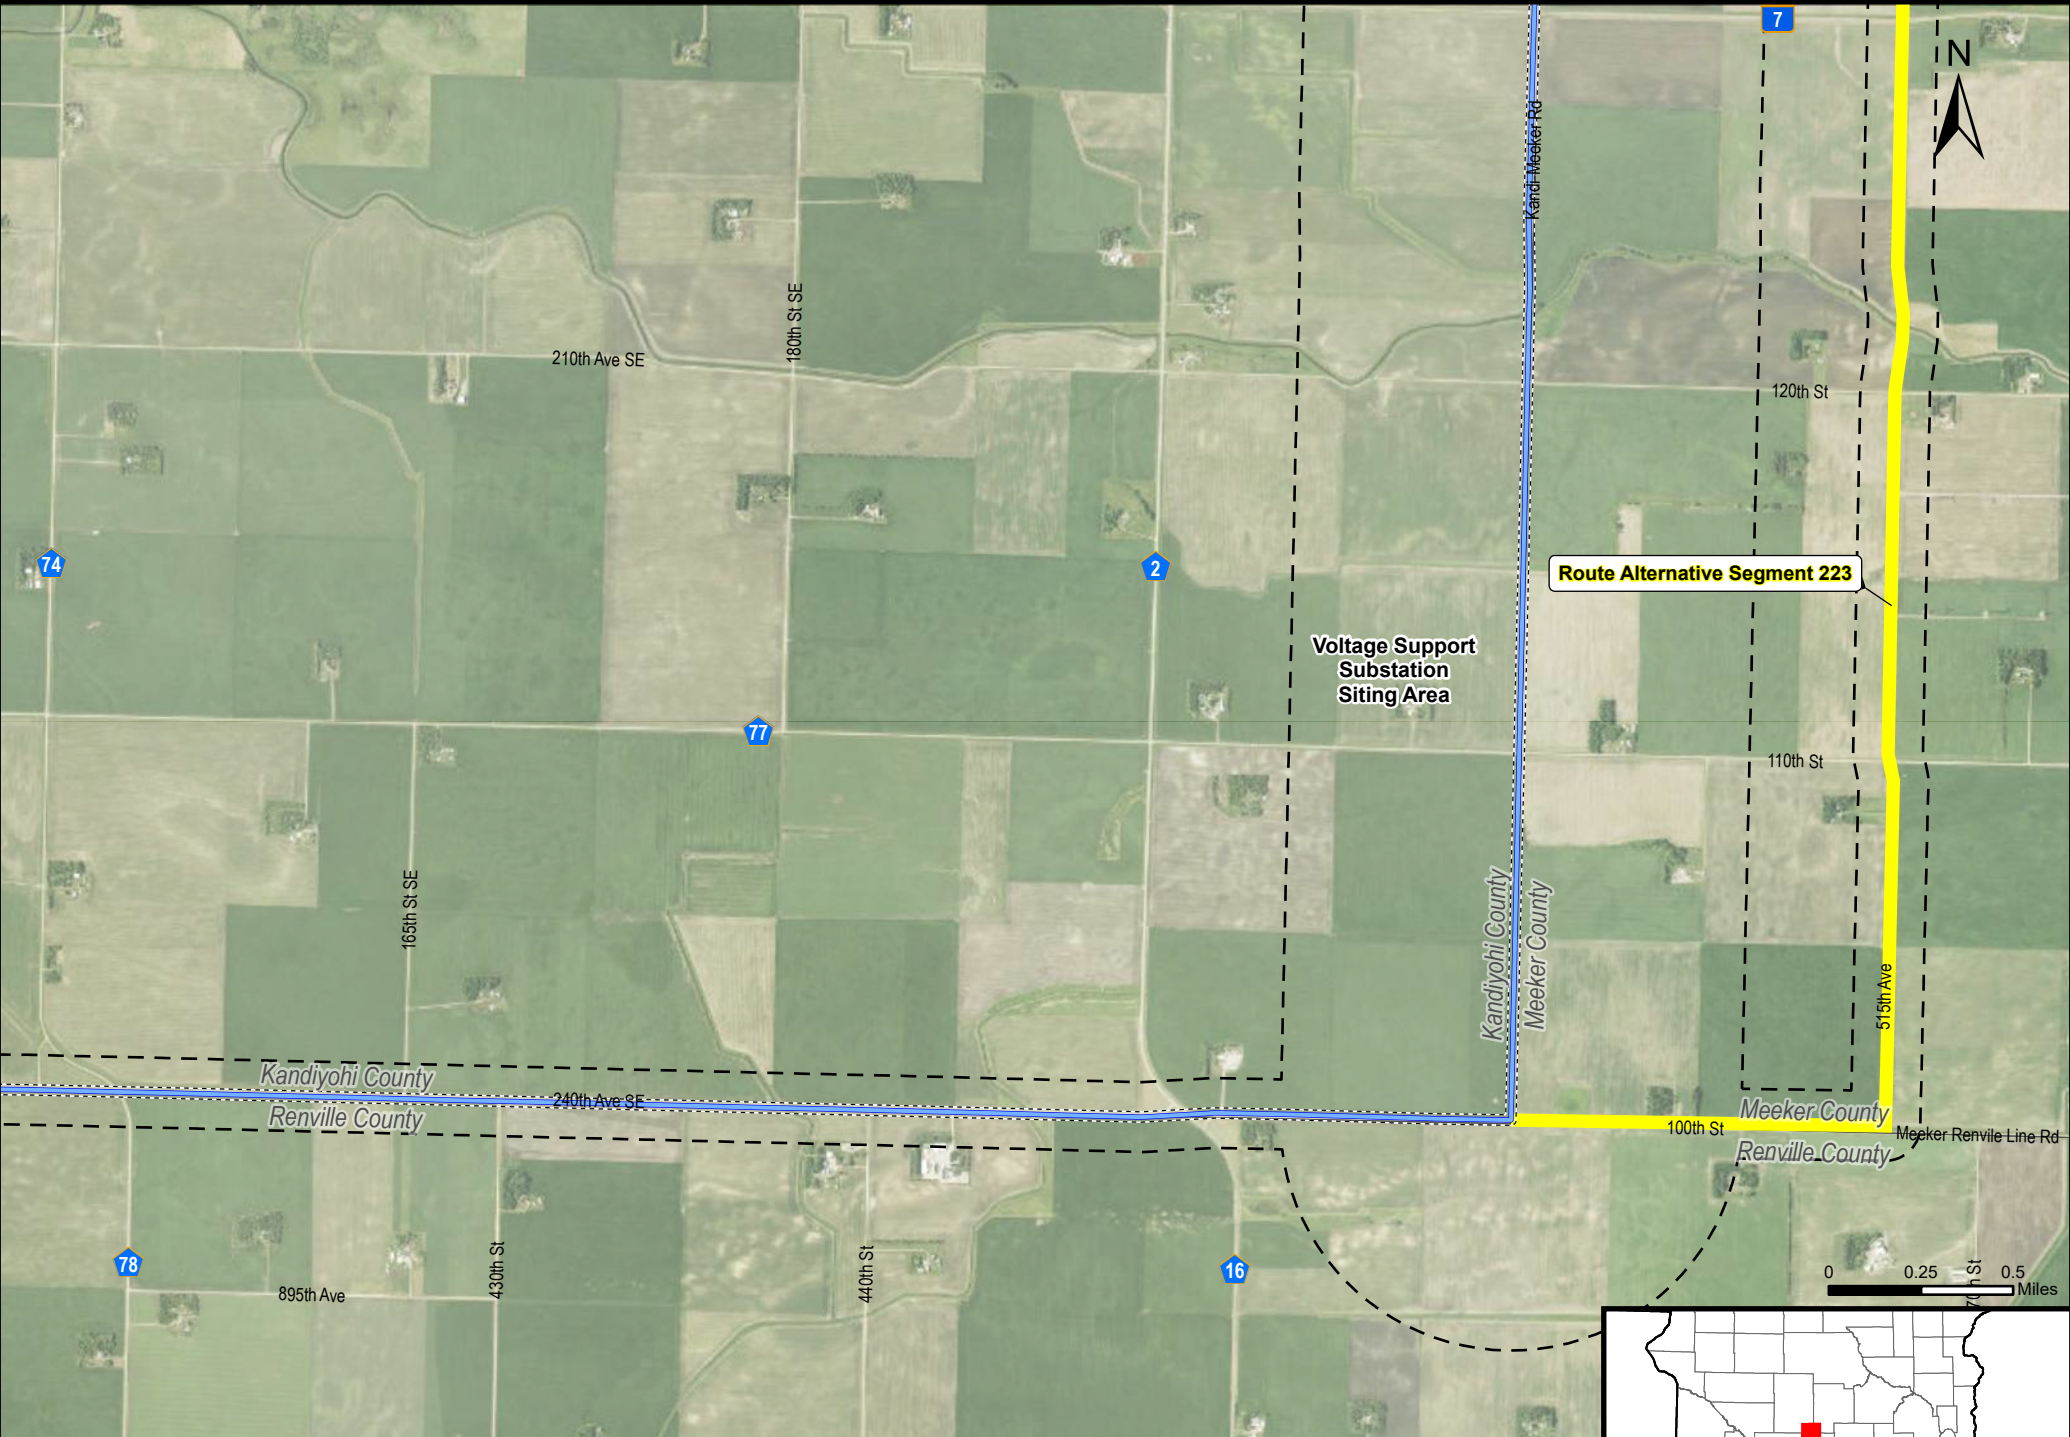 7
N
Kandi Meeker Rd
180th St SE
210th Ave SE
120th St
74
2
Route Alternative Segment 223
Voltage Support
Substation
Siting Area
77
110th St
165th St SE
Kandiyohi County
Meeker County
515th Ave
Kandiyohi County
240th Ave SE
Renville County
Meeker County
100th St
Meeker Renvile Line Rd
Renville County
78
430th St
440th St
16
895th Ave
0 0.25 0.5
Miles